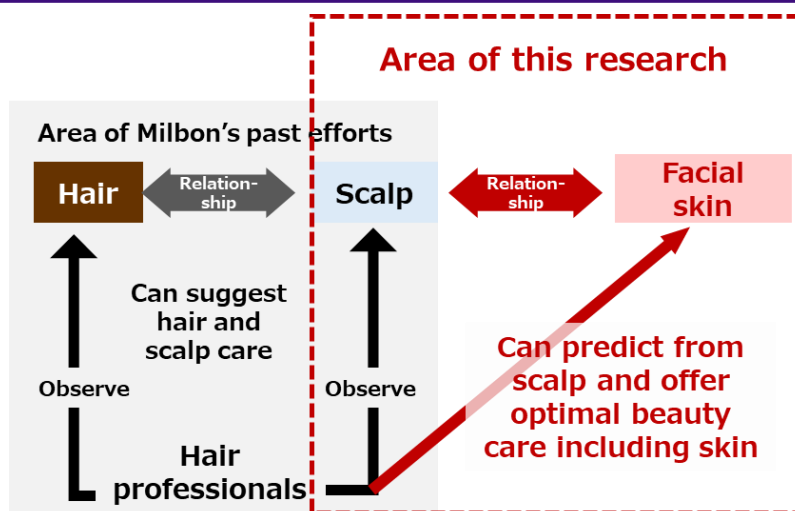 Area of this research
Area of Milbon's past efforts
Hair
Relation-
ship
Scalp
Relation-
ship
Facial
skin
Can suggest
hair and
scalp care
Observe
Observe
Can predict from
scalp and offer
optimal beauty
care including skin
Hair
professionals